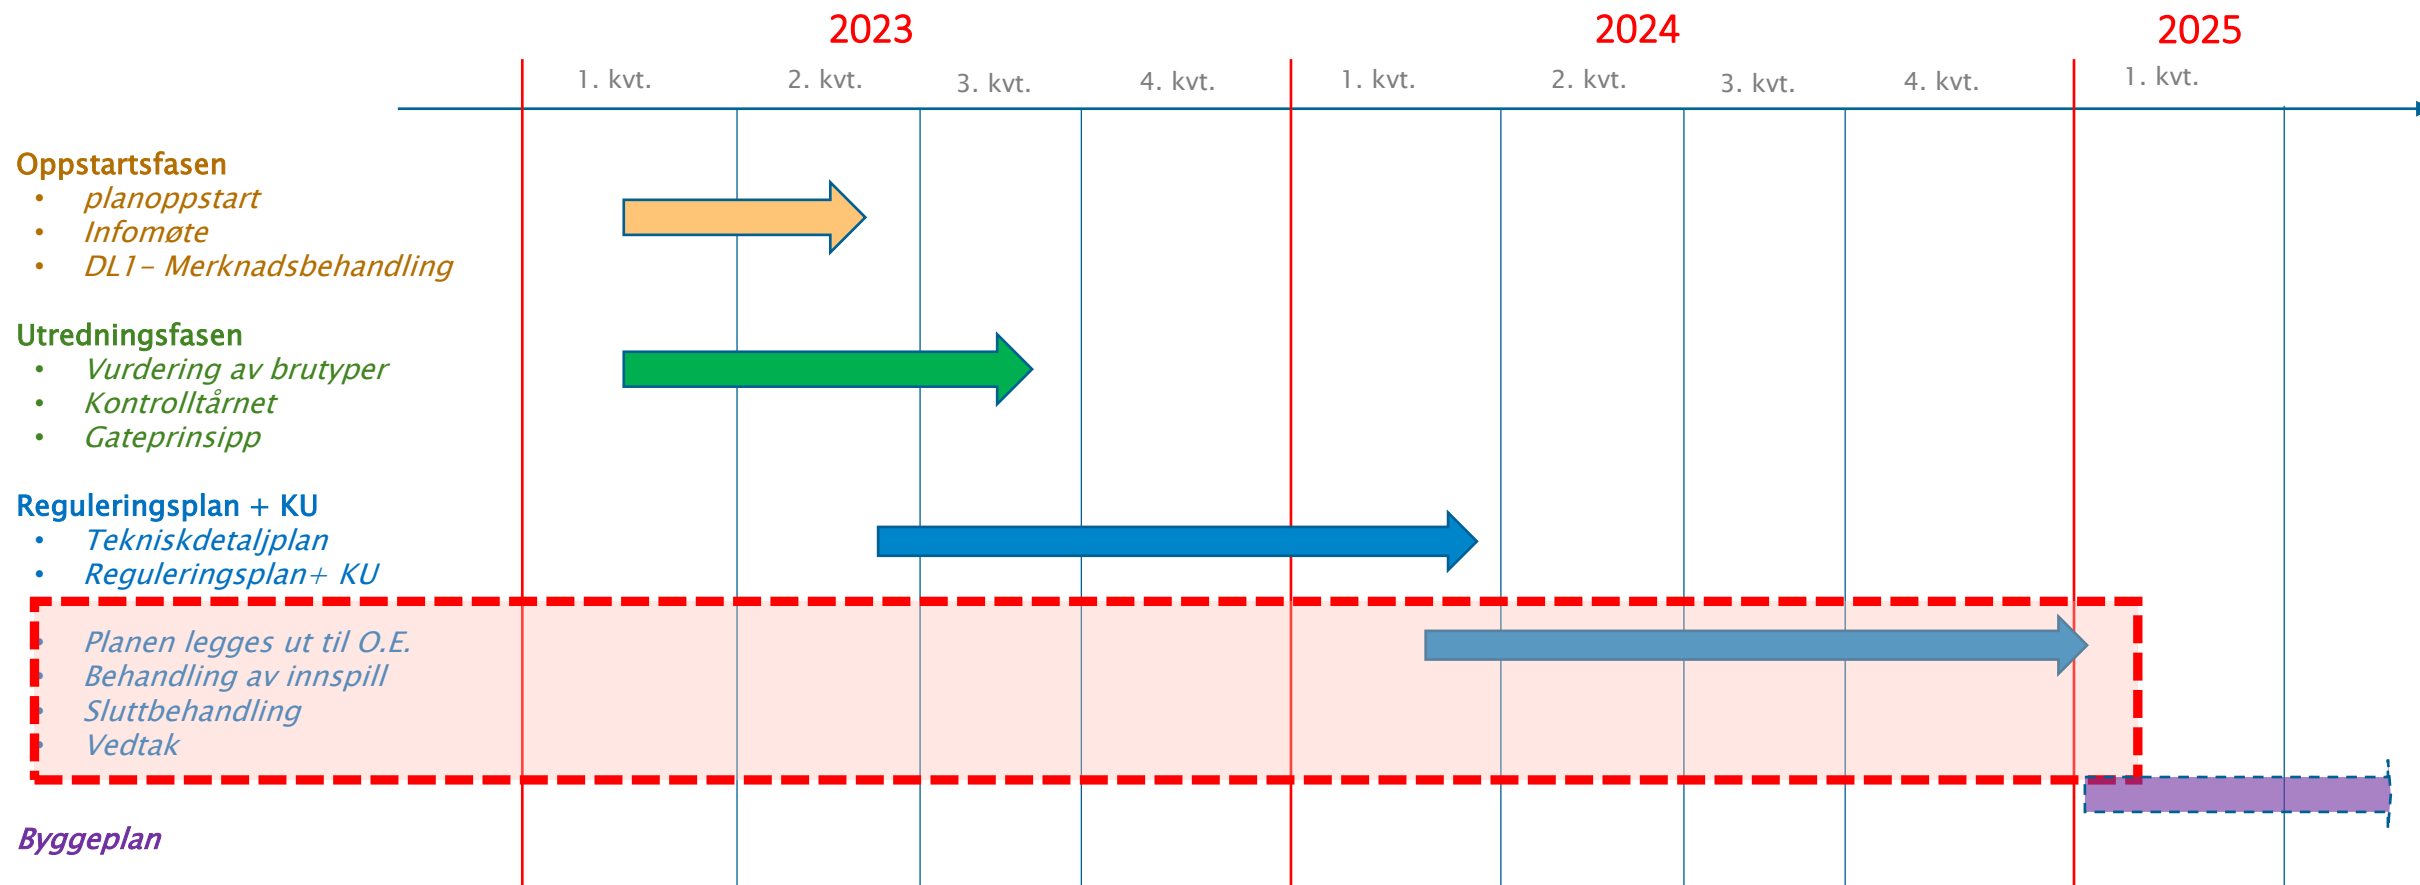 2023
2024
2025
1. kvt.
2. kvt.
3. kvt.
4. kvt.
1. kvt.
2. kvt.
3. kvt.
4. kvt.
1. kvt.
Oppstartsfasen
• planoppstart
• Infomøte
• DL1- Merknadsbehandling
Utredningsfasen
• Vurdering av brutyper
• Kontrolltårnet
• Gateprinsipp
Reguleringsplan + KU
• Tekniskdetaljplan
• Reguleringsplan+ KU
• Planen legges ut til O.E.
• Behandling av innspill
• Sluttbehandling
• Vedtak
Byggeplan